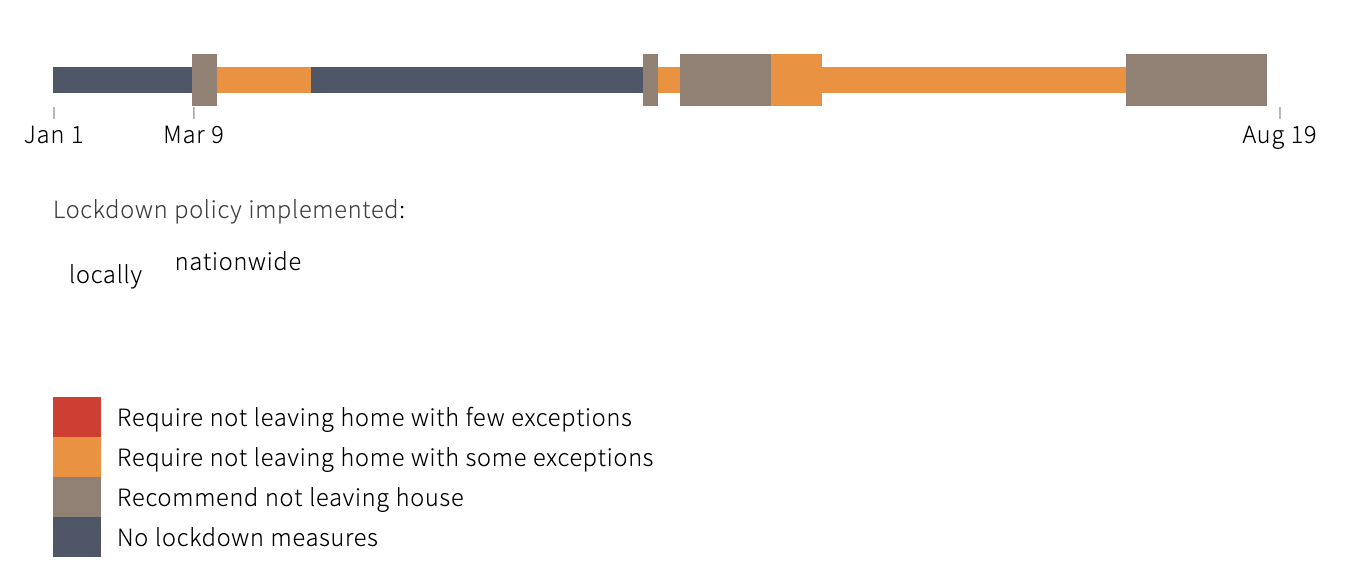 Jan 1
Mar 9
Aug 19
Lockdown policy implemented:
nationwide
locally
Require not leaving home with few exceptions
Require not leaving home with some exceptions
Recommend not leaving house
No lockdown measures